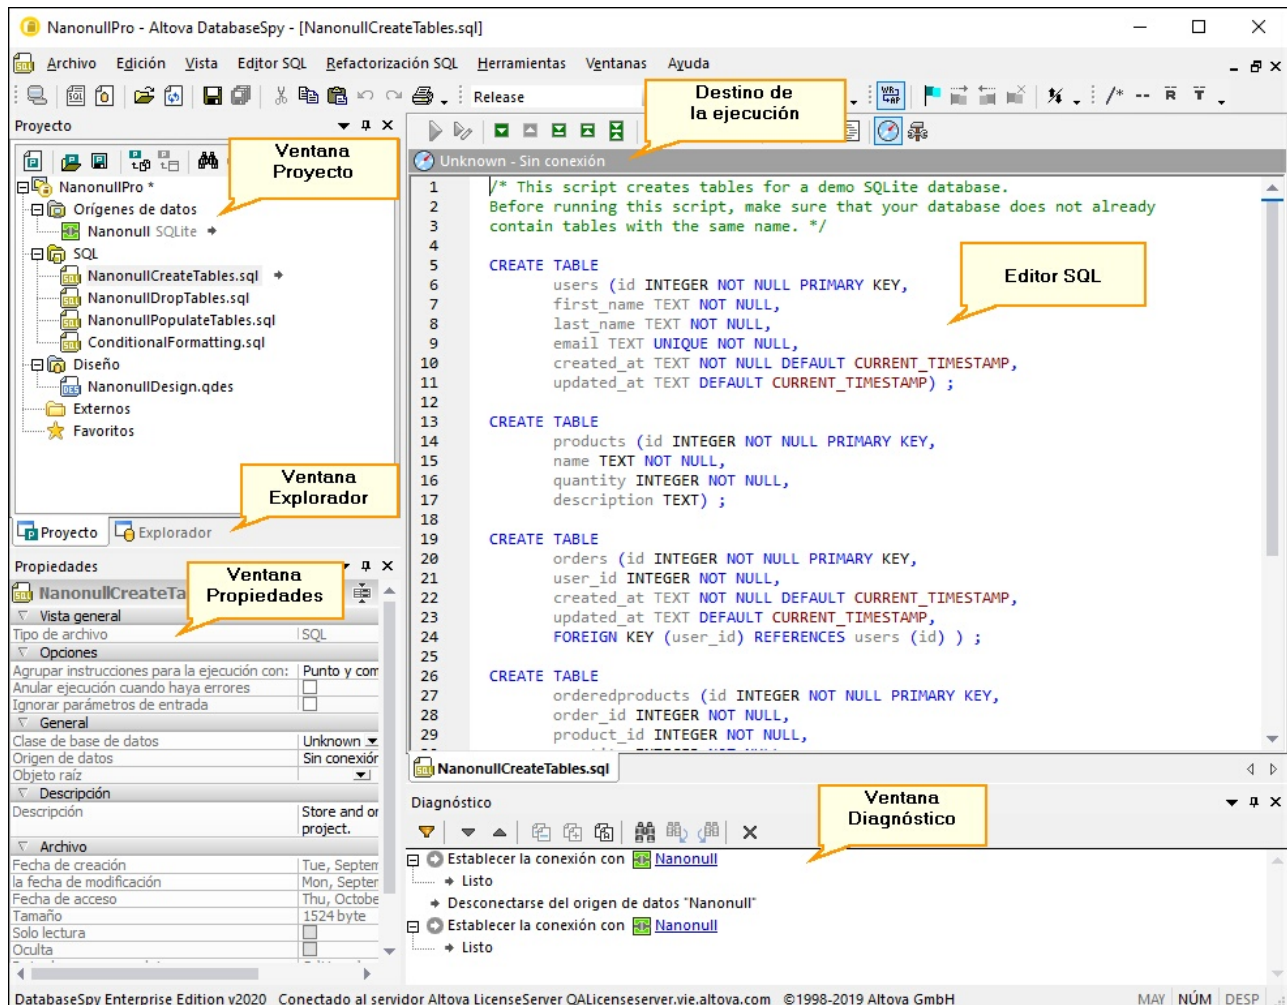 NanonullPro - Altova DatabaseSpy - [NanonullCreateTables.sql]
Archivo Edición Vista Editor SQL Refactorización SQL Herramientas Ventanas Ayuda
Release
Destino de
la ejecución
Proyecto
Ventana
Proyecto
Unknown - Sin conexión
NanonullPro *
Orígenes de datos
Nanonull SQLite
SQL
NanonullCreateTables.sql
NanonullDropTables.sql
NanonullPopulateTables.sql
ConditionalFormatting.sql
Diseño
NanonullDesign.qdes
Externos
Favoritos
Ventana
Explorador
Proyecto Explorador
Propiedades
Ventana
Propiedades
NanonullCreateTa
Vista general
Tipo de archivo SQL
Opciones
Agrupar instrucciones para la ejecución con: Punto y com
Anular ejecución cuando haya errores
Ignorar parámetros de entrada
General
Clase de base de datos Unknown
Origen de datos Sin conexión
Objeto raíz
Descripción
Descripción Store and or
project.
Archivo
Fecha de creación Tue, Septem
la fecha de modificación Mon, Septer
Fecha de acceso Thu, Octobe
Tamaño 1524 byte
Solo lectura
Oculta
1 /* This script creates tables for a demo SQLite database.
2 Before running this script, make sure that your database does not already
3 contain tables with the same name. */
4
5 CREATE TABLE
6 users (id INTEGER NOT NULL PRIMARY KEY,
7 first_name TEXT NOT NULL,
8 last_name TEXT NOT NULL,
9 email TEXT UNIQUE NOT NULL,
10 created_at TEXT NOT NULL DEFAULT CURRENT_TIMESTAMP,
11 updated_at TEXT DEFAULT CURRENT_TIMESTAMP) ;
12
13 CREATE TABLE
14 products (id INTEGER NOT NULL PRIMARY KEY,
15 name TEXT NOT NULL,
16 quantity INTEGER NOT NULL,
17 description TEXT) ;
18
19 CREATE TABLE
20 orders (id INTEGER NOT NULL PRIMARY KEY,
21 user_id INTEGER NOT NULL,
22 created_at TEXT NOT NULL DEFAULT CURRENT_TIMESTAMP,
23 updated_at TEXT DEFAULT CURRENT_TIMESTAMP,
24 FOREIGN KEY (user_id) REFERENCES users (id) ) ;
25
26 CREATE TABLE
27 orderedproducts (id INTEGER NOT NULL PRIMARY KEY,
28 order_id INTEGER NOT NULL,
29 product_id INTEGER NOT NULL,
Editor SQL
NanonullCreateTables.sql
Diagnóstico
Ventana
Diagnóstico
Establecer la conexión con Nanonull
Listo
Desconectarse del origen de datos "Nanonull"
Establecer la conexión con Nanonull
Listo
DatabaseSpy Enterprise Edition v2020 Conectado al servidor Altova LicenseServer QALicenseserver.vie.altova.com ©1998-2019 Altova GmbH MAY NÚM DESP